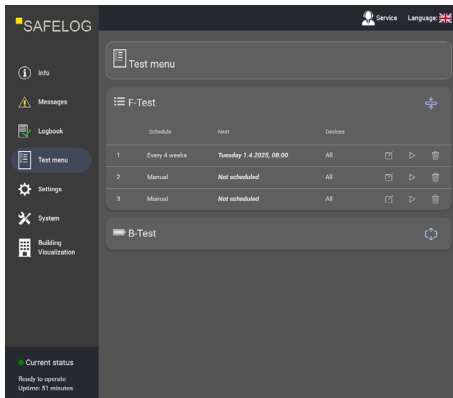 SAFELOG
Service
Language:
Info
Messages
Logbook
Test menu
Settings
System
Building
Visualization
Current status
Ready to operate
Uptime: 51 minutes
Test menu
F-Test
Schedule Next Devices
1 Every 4 weeks Tuesday 1.4.2025, 08:00 All
2 Manual Not scheduled All
3 Manual Not scheduled All
B-Test